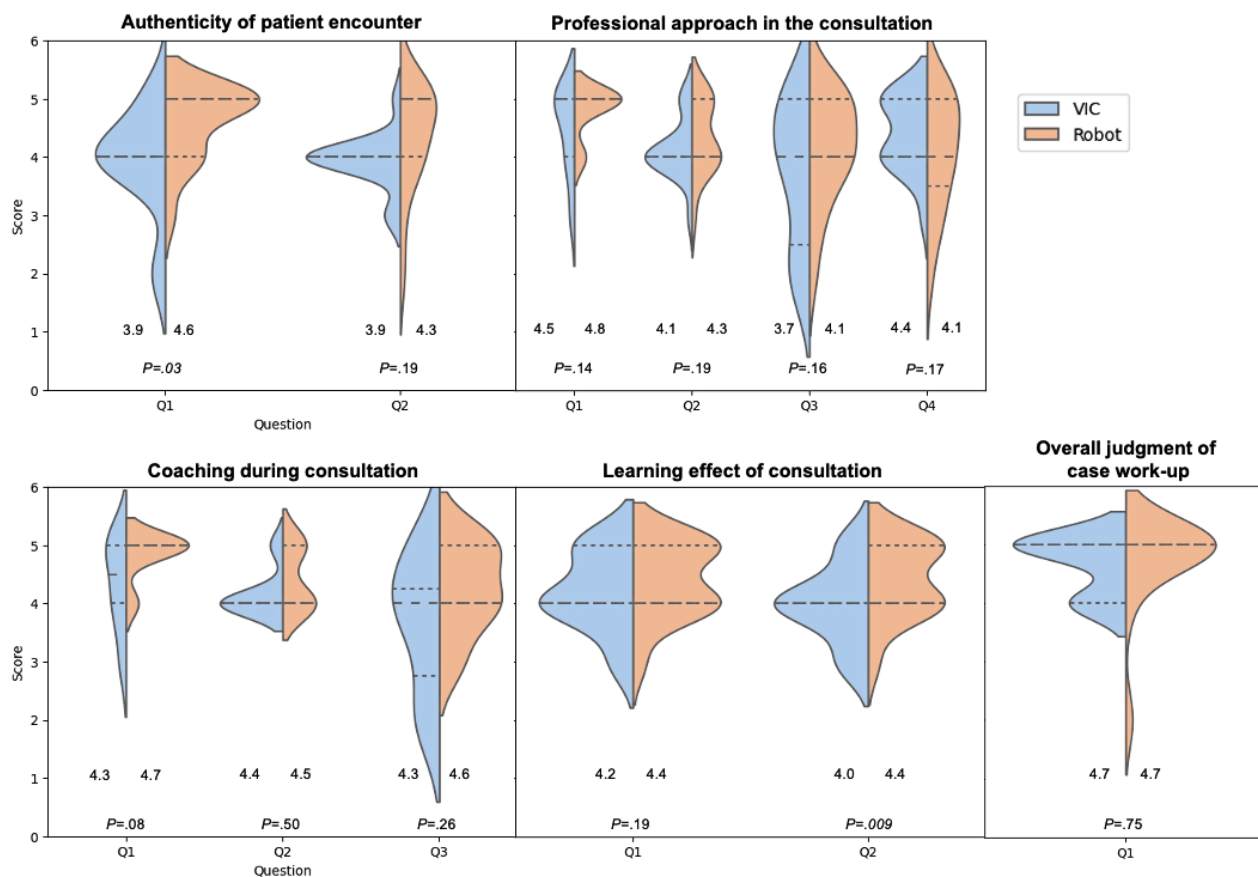 Authenticity of patient encounter
Professional approach in the consultation
VIC
Robot
Score
6
5
4
3
2
1
0
3.9 4.6
3.9 4.3
4.5 4.8
4.1 4.3
3.7 4.1
4.4 4.1
P=.03
P=.19
P=.14
P=.19
P=.16
P=.17
Q1
Q2
Q1
Q2
Q3
Q4
Question
Coaching during consultation
Learning effect of consultation
Overall judgment of
case work-up
Score
6
5
4
3
2
1
0
4.3 4.7
4.4 4.5
4.3 4.6
4.2 4.4
4.0 4.4
4.7 4.7
P=.08
P=.50
P=.26
P=.19
P=.009
P=.75
Q1
Q2
Q3
Q1
Q2
Q1
Question